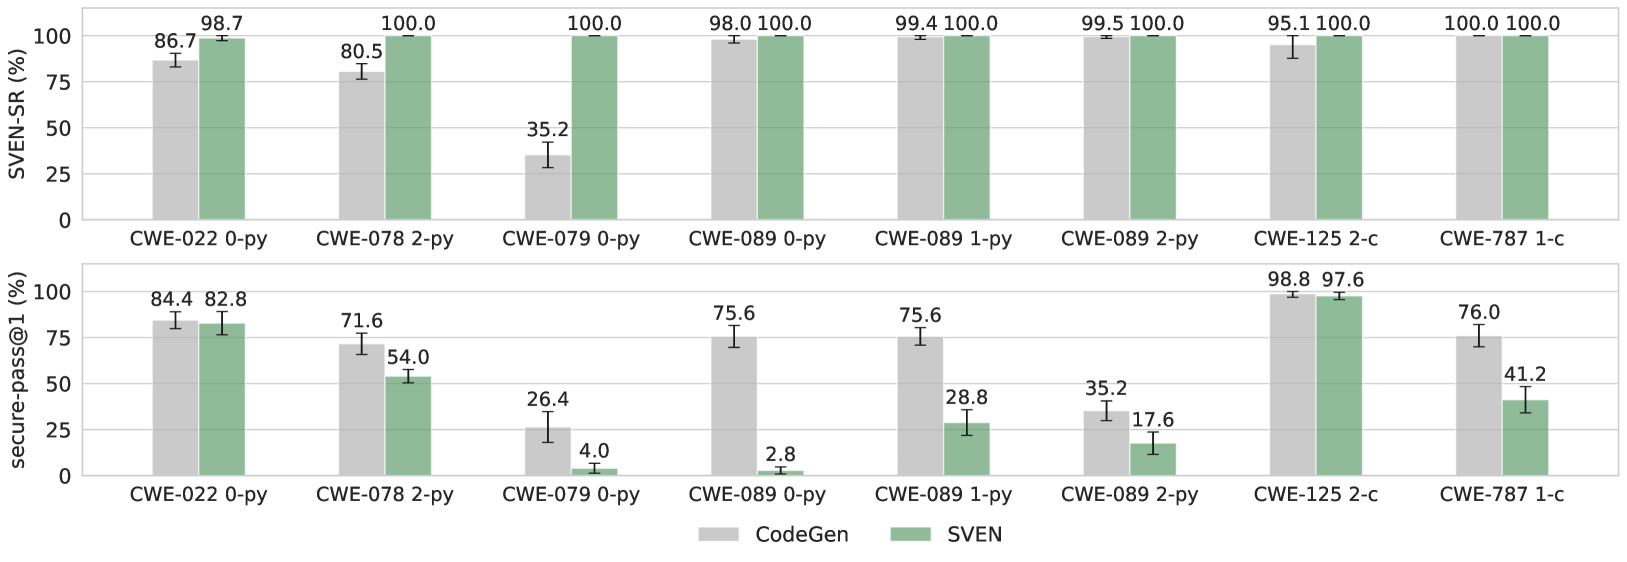 98.7 100.0 100.0 98.0 100.0 99.4 100.0 99.5 100.0 95.1 100.0 100.0 100.0
86.7 80.5 35.2
SVEN-SR (%)
100
75
50
25
0
CWE-022 0-py CWE-078 2-py CWE-079 0-py CWE-089 0-py CWE-089 1-py CWE-089 2-py CWE-125 2-c CWE-787 1-c
secure-pass@1 (%)
100
75
50
25
0
84.4 82.8 71.6 54.0 26.4 4.0 75.6 2.8 75.6 28.8 35.2 17.6 98.8 97.6 76.0 41.2
CWE-022 0-py CWE-078 2-py CWE-079 0-py CWE-089 0-py CWE-089 1-py CWE-089 2-py CWE-125 2-c CWE-787 1-c
CodeGen SVEN